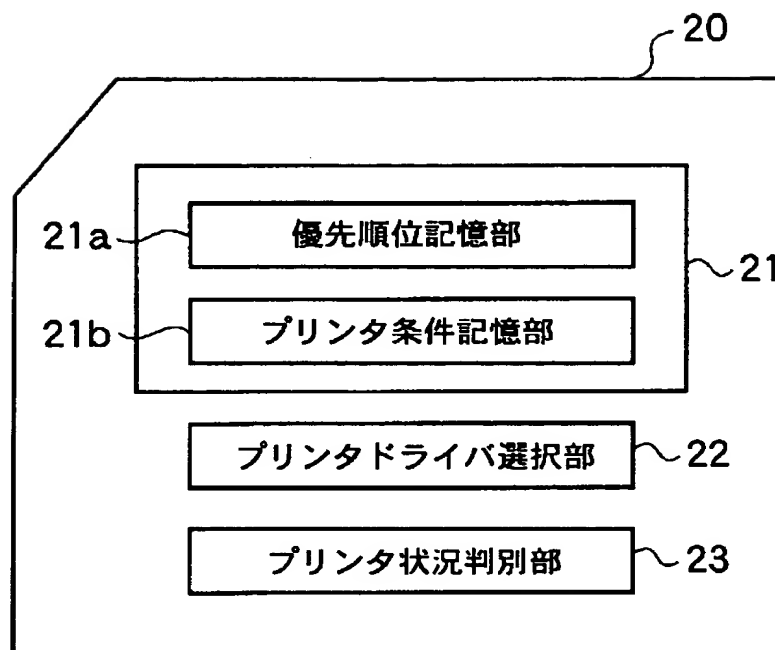 20
21a 優先順位記憶部
21
21b プリンタ条件記憶部
プリンタドライバ選択部 22
プリンタ状況判別部 23